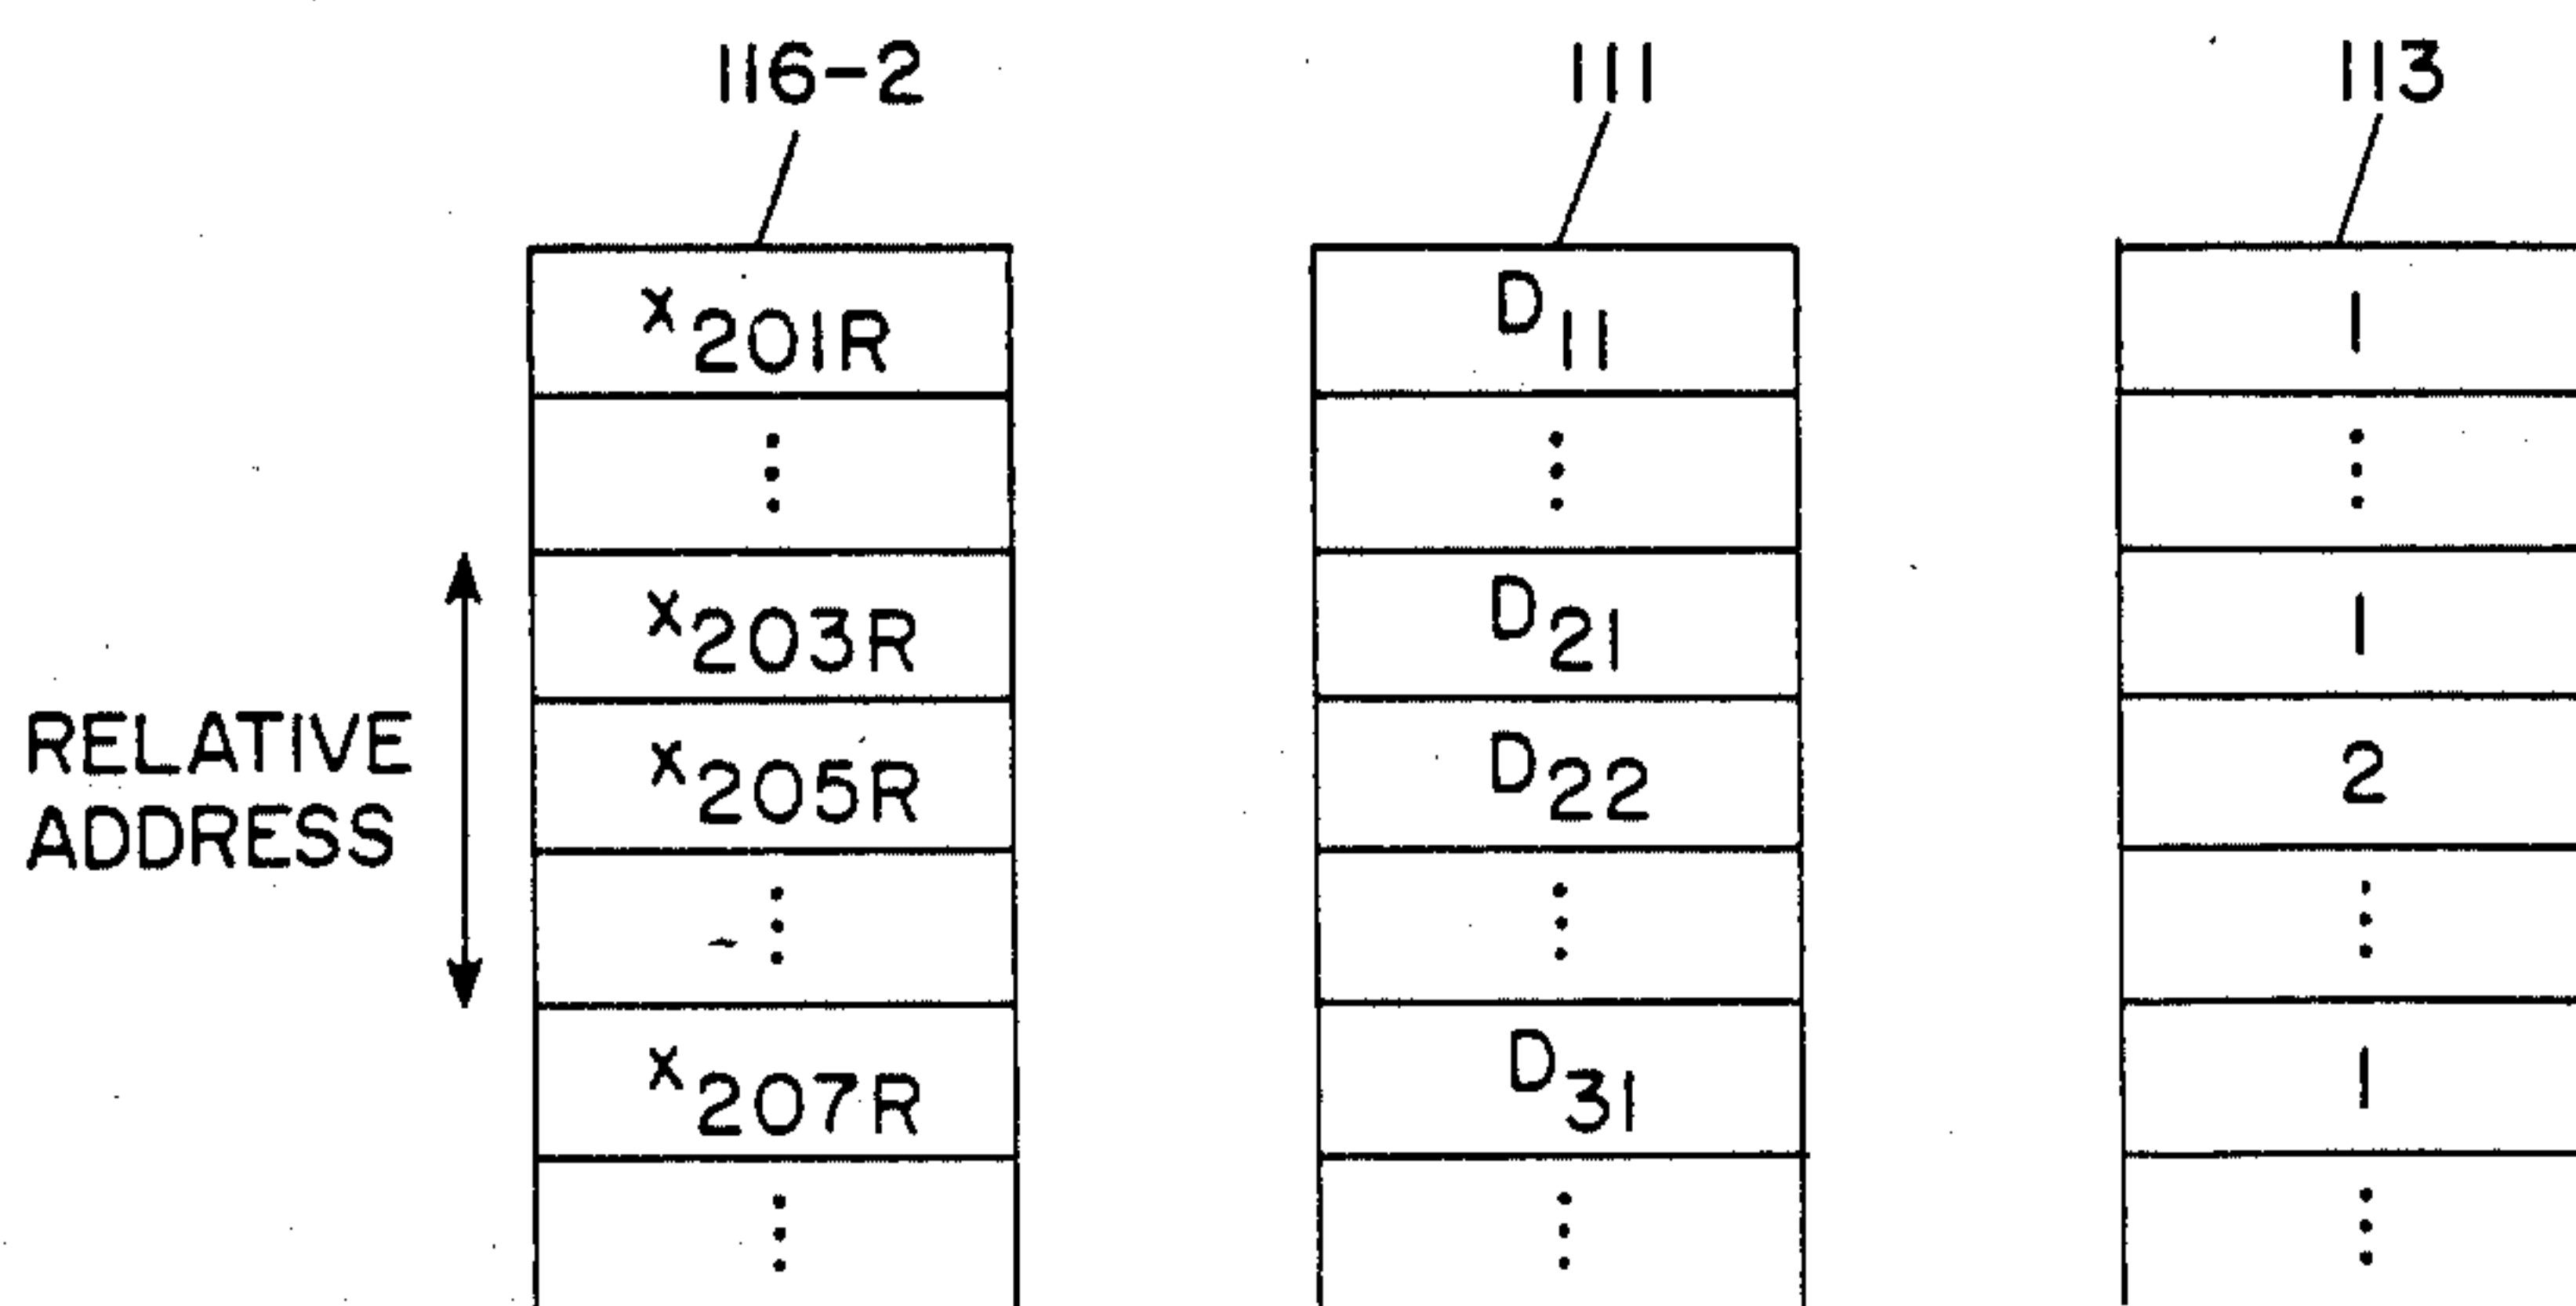 116-2 111 113
x201R D11 1
⋮ ⋮ ⋮
x203R D21 1
RELATIVE
ADDRESS
x205R D22 2
⋮ ⋮ ⋮
x207R D31 1
⋮ ⋮ ⋮